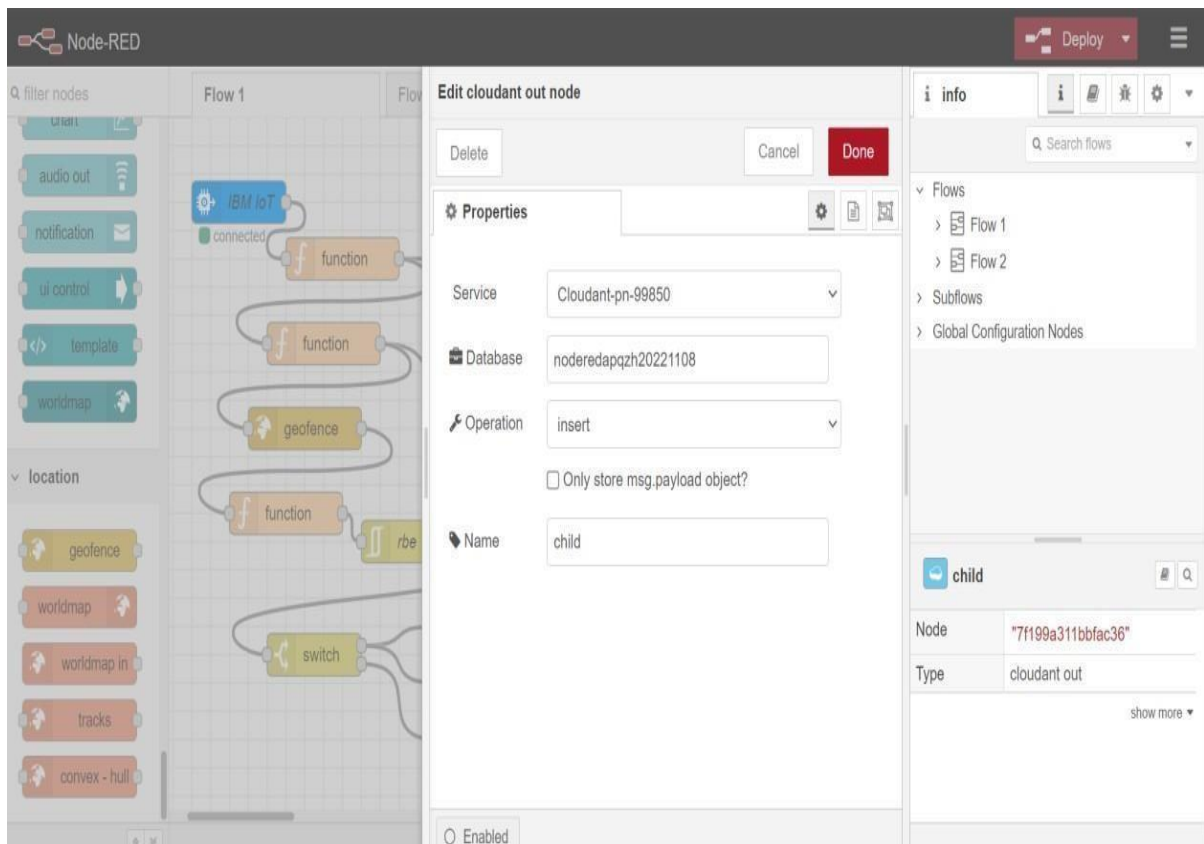 Node-RED
Deploy
filter nodes
chart
audio out
notification
ui control
template
worldmap
location
geofence
worldmap
worldmap in
tracks
convex - hull
Flow 1
Flow
IBM IoT
connected
function
function
geofence
function
rbe
switch
Edit cloudant out node
Delete
Cancel
Done
Properties
Service
Cloudant-pn-99850
Database
noderedapqzh20221108
Operation
insert
Only store msg.payload object?
Name
child
Enabled
i info
i
Search flows
Flows
Flow 1
Flow 2
Subflows
Global Configuration Nodes
child
Node
"7f199a311bbfac36"
Type
cloudant out
show more